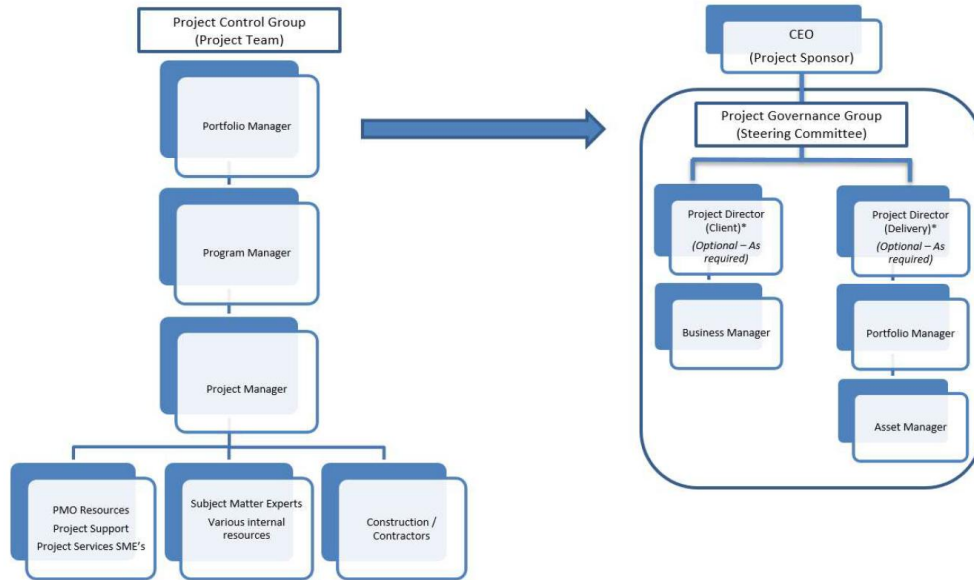 Project Control Group
(Project Team)
Portfolio Manager
Program Manager
Project Manager
PMO Resources
Project Support
Project Services SME's
Subject Matter Experts
Various internal
resources
Construction /
Contractors
CEO
(Project Sponsor)
Project Governance Group
(Steering Committee)
Project Director
(Client)*
(Optional – As
required)
Business Manager
Project Director
(Delivery)*
(Optional – As
required)
Portfolio Manager
Asset Manager